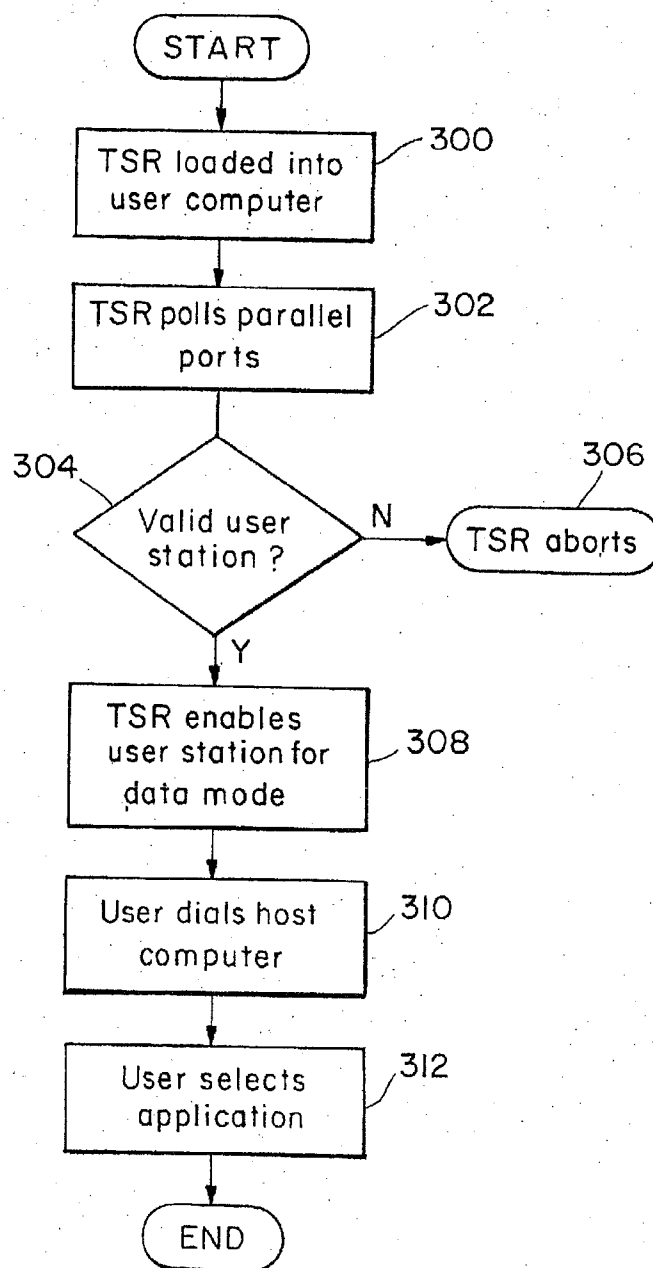 START
TSR loaded into
user computer
300
TSR polls parallel
ports
302
304
Valid user
station ?
N
306
TSR aborts
Y
TSR enables
user station for
data mode
308
User dials host
computer
310
User selects
application
312
END